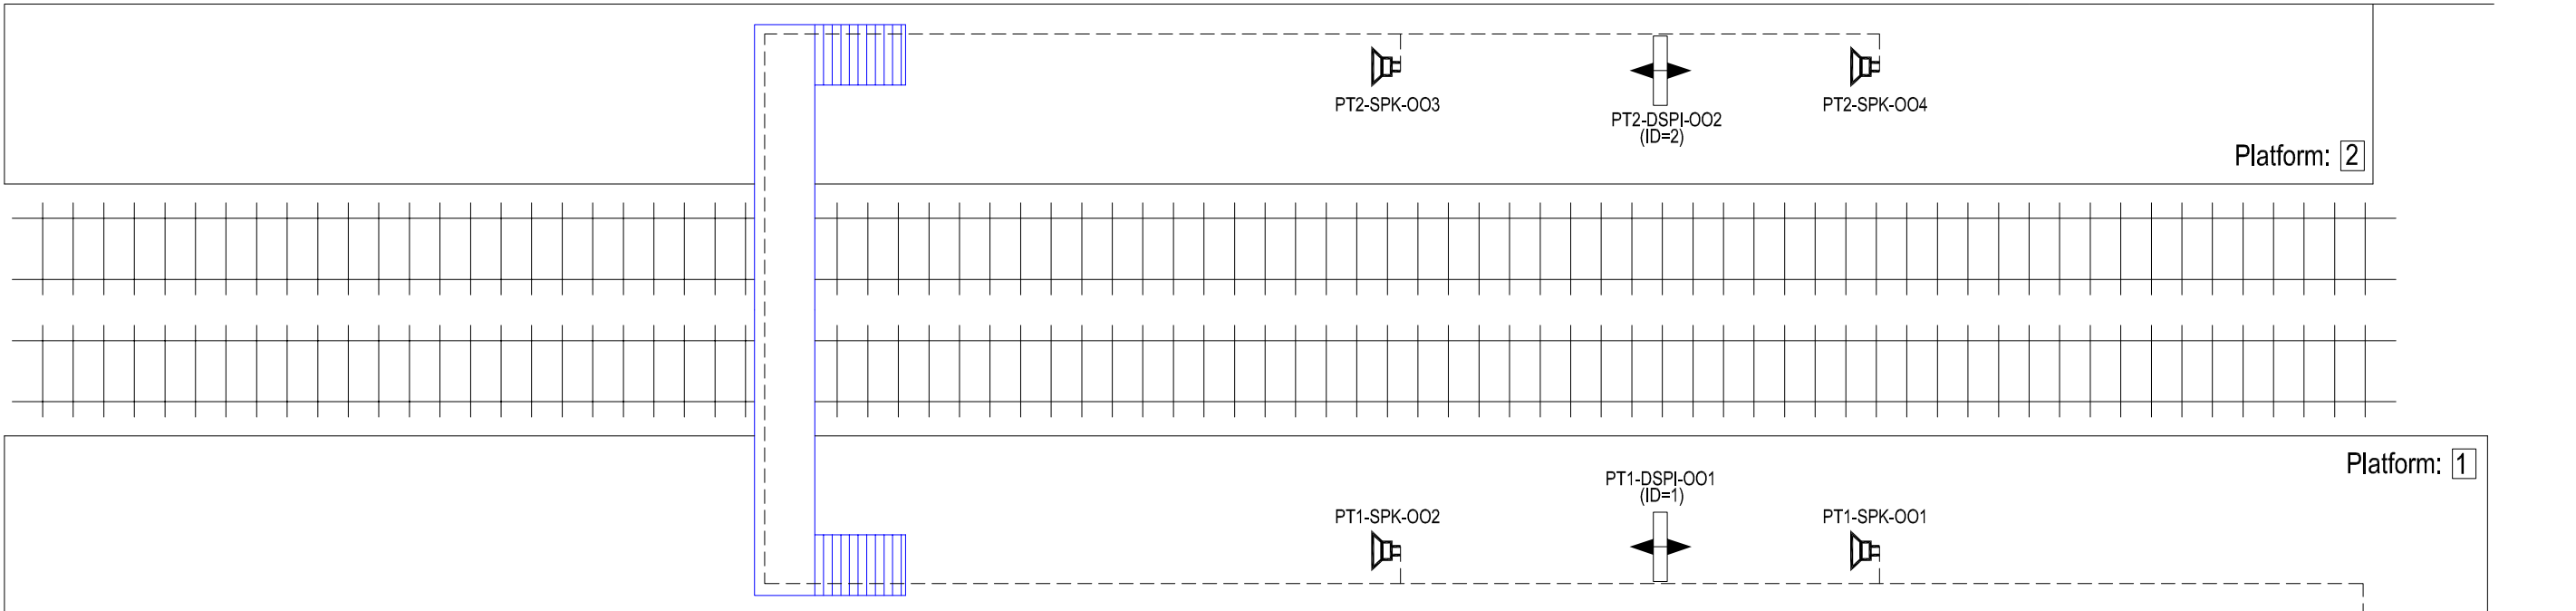 PT2-SPK-OO3
PT2-DSPI-OO2
(ID=2)
PT2-SPK-OO4
Platform: 2
Platform: 1
PT1-DSPI-OO1
(ID=1)
PT1-SPK-OO2
PT1-SPK-OO1